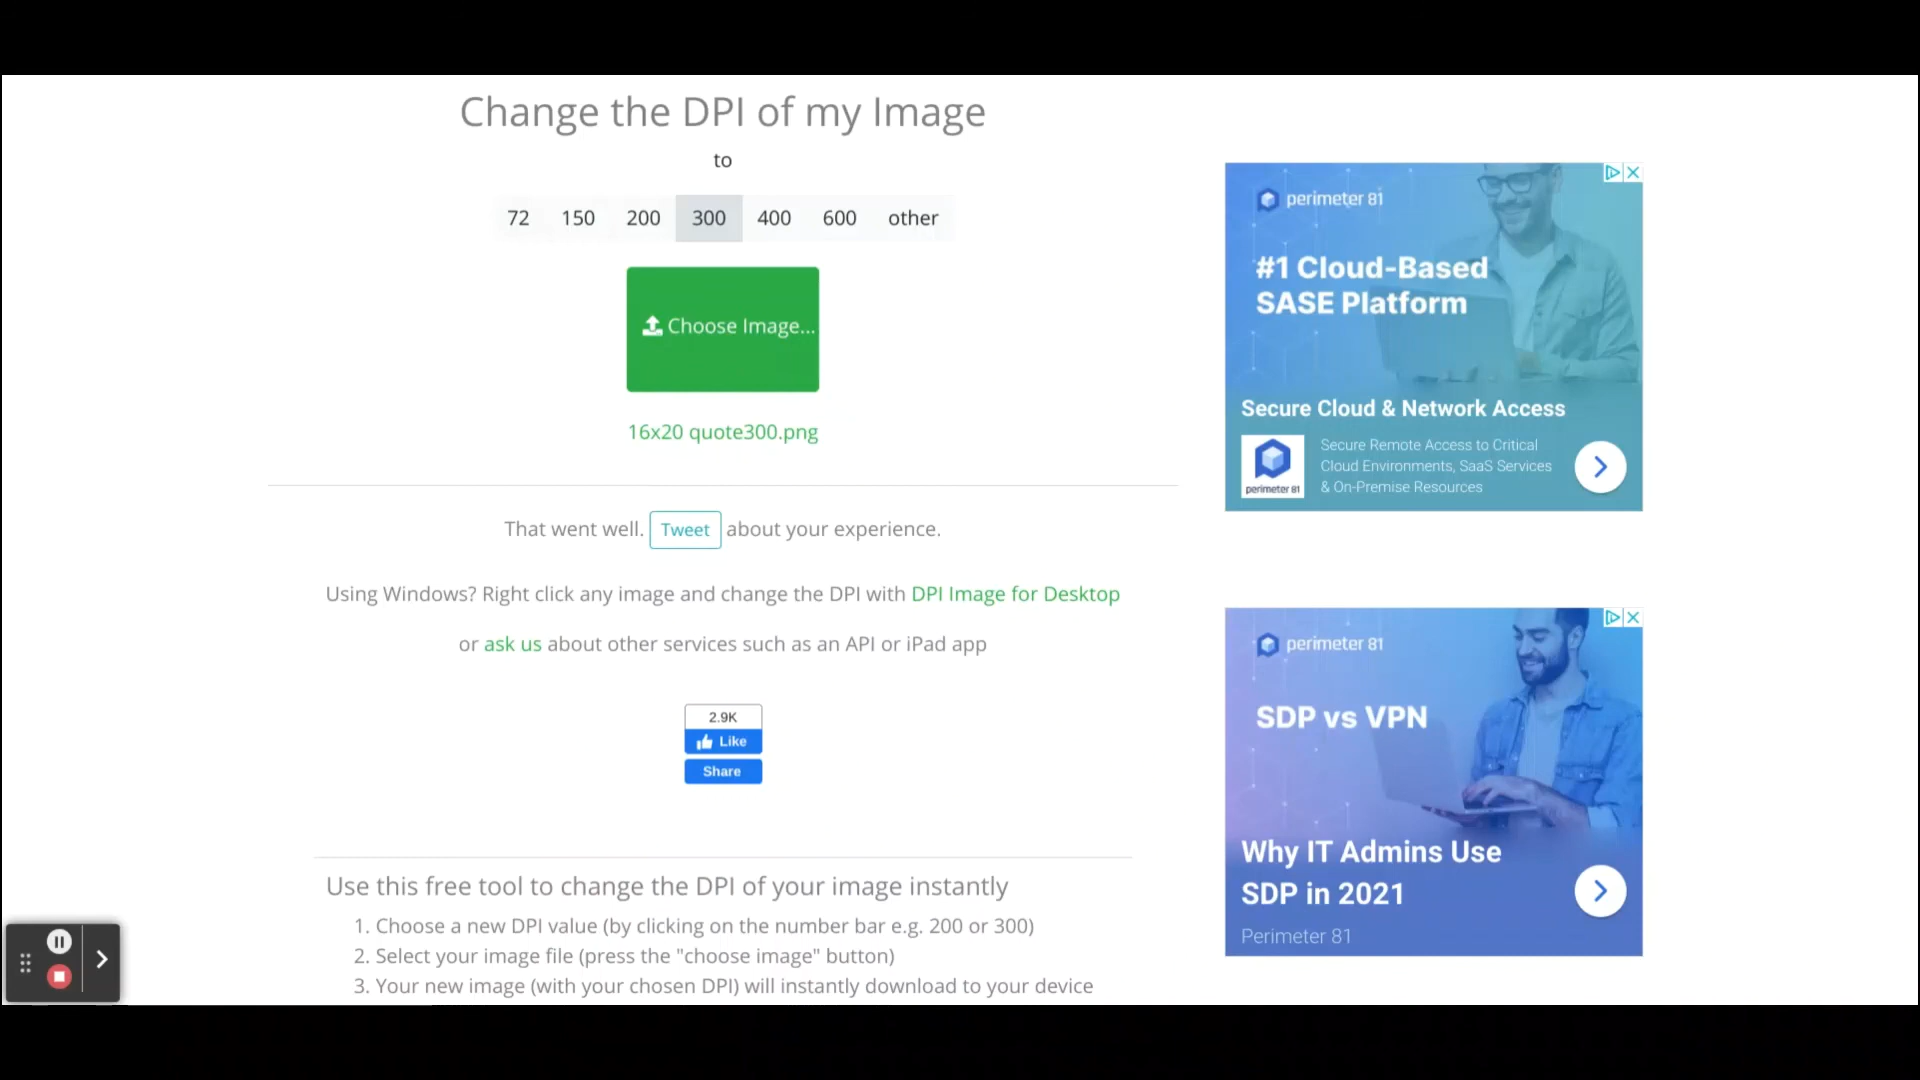 Change the DPI of my Image
to
72 150 200 300 400 600 other
Choose Image...
16x20 quote300.png
That went well. Tweet about your experience.
Using Windows? Right click any image and change the DPI with DPI Image for Desktop
or ask us about other services such as an API or iPad app
2.9K
Like
Share
Use this free tool to change the DPI of your image instantly
1. Choose a new DPI value (by clicking on the number bar e.g. 200 or 300)
2. Select your image file (press the "choose image" button)
3. Your new image (with your chosen DPI) will instantly download to your device
perimeter 81
#1 Cloud-Based
SASE Platform
Secure Cloud & Network Access
Secure Remote Access to Critical
Cloud Environments, SaaS Services
& On-Premise Resources
perimeter 81
perimeter 81
SDP vs VPN
Why IT Admins Use
SDP in 2021
Perimeter 81